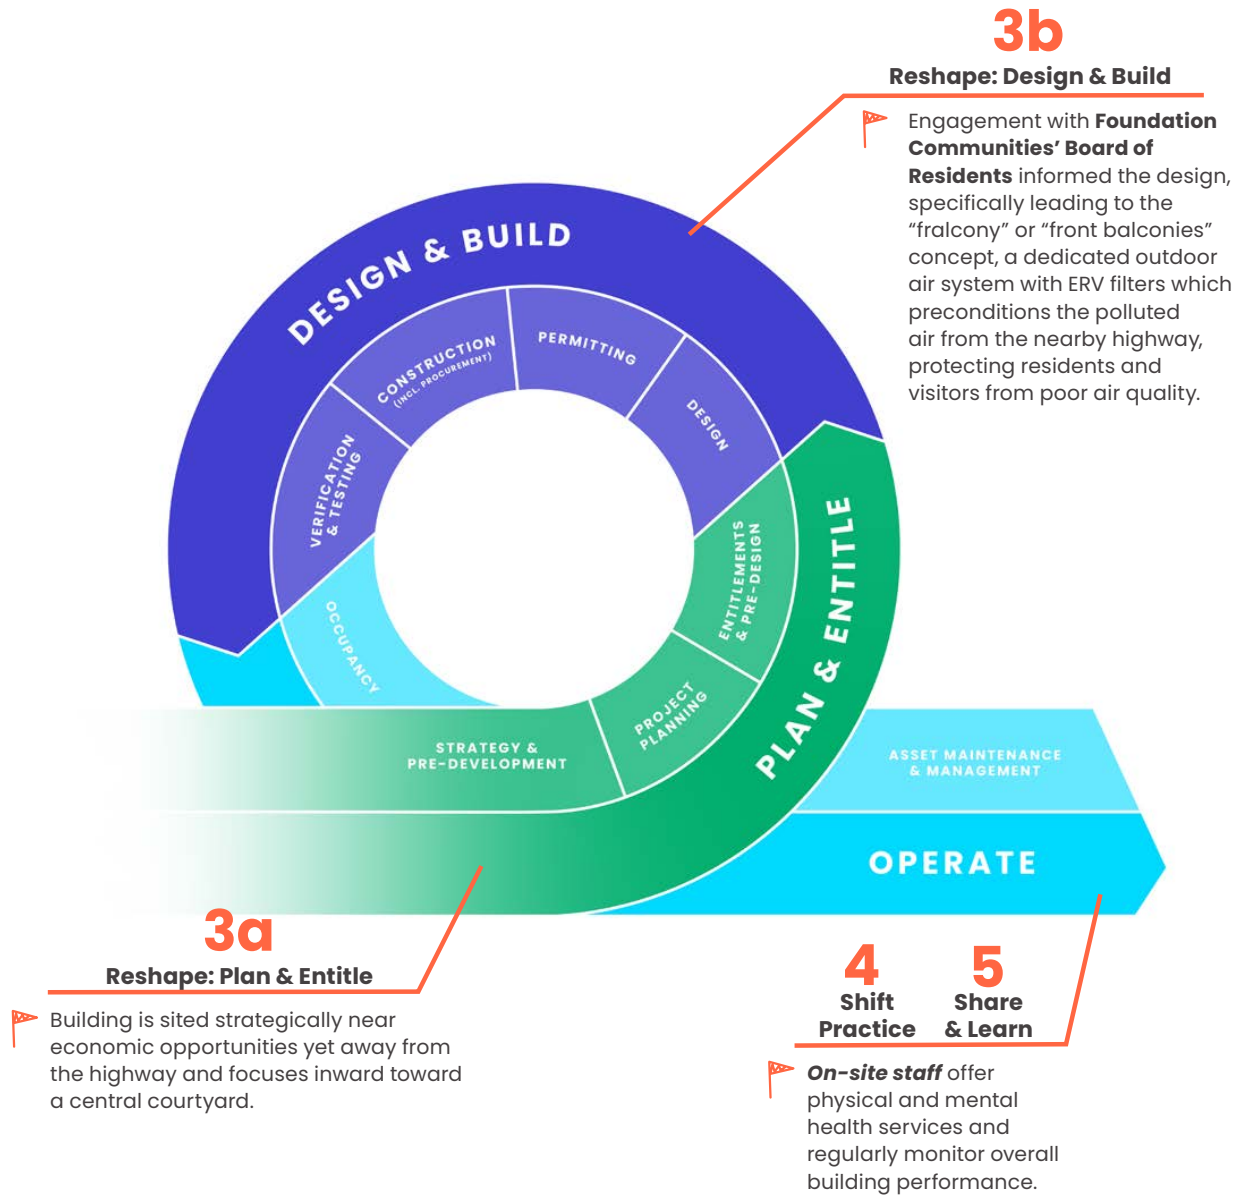 3b
Reshape: Design & Build
Engagement with Foundation
Communities’ Board of
Residents informed the design,
specifically leading to the
“fralcony” or “front balconies”
concept, a dedicated outdoor
air system with ERV filters which
preconditions the polluted
air from the nearby highway,
protecting residents and
visitors from poor air quality.
DESIGN & BUILD
VERIFICATION
& TESTING
CONSTRUCTION
(INCL. PROCUREMENT)
PERMITTING
DESIGN
ENTITLEMENTS
& PRE-DESIGN
PLAN & ENTITLE
OCCUPANCY
PROJECT
PLANNING
STRATEGY &
PRE-DEVELOPMENT
ASSET MAINTENANCE
& MANAGEMENT
OPERATE
3a
Reshape: Plan & Entitle
Building is sited strategically near
economic opportunities yet away from
the highway and focuses inward toward
a central courtyard.
4
Shift
Practice
5
Share
& Learn
On-site staff offer
physical and mental
health services and
regularly monitor overall
building performance.